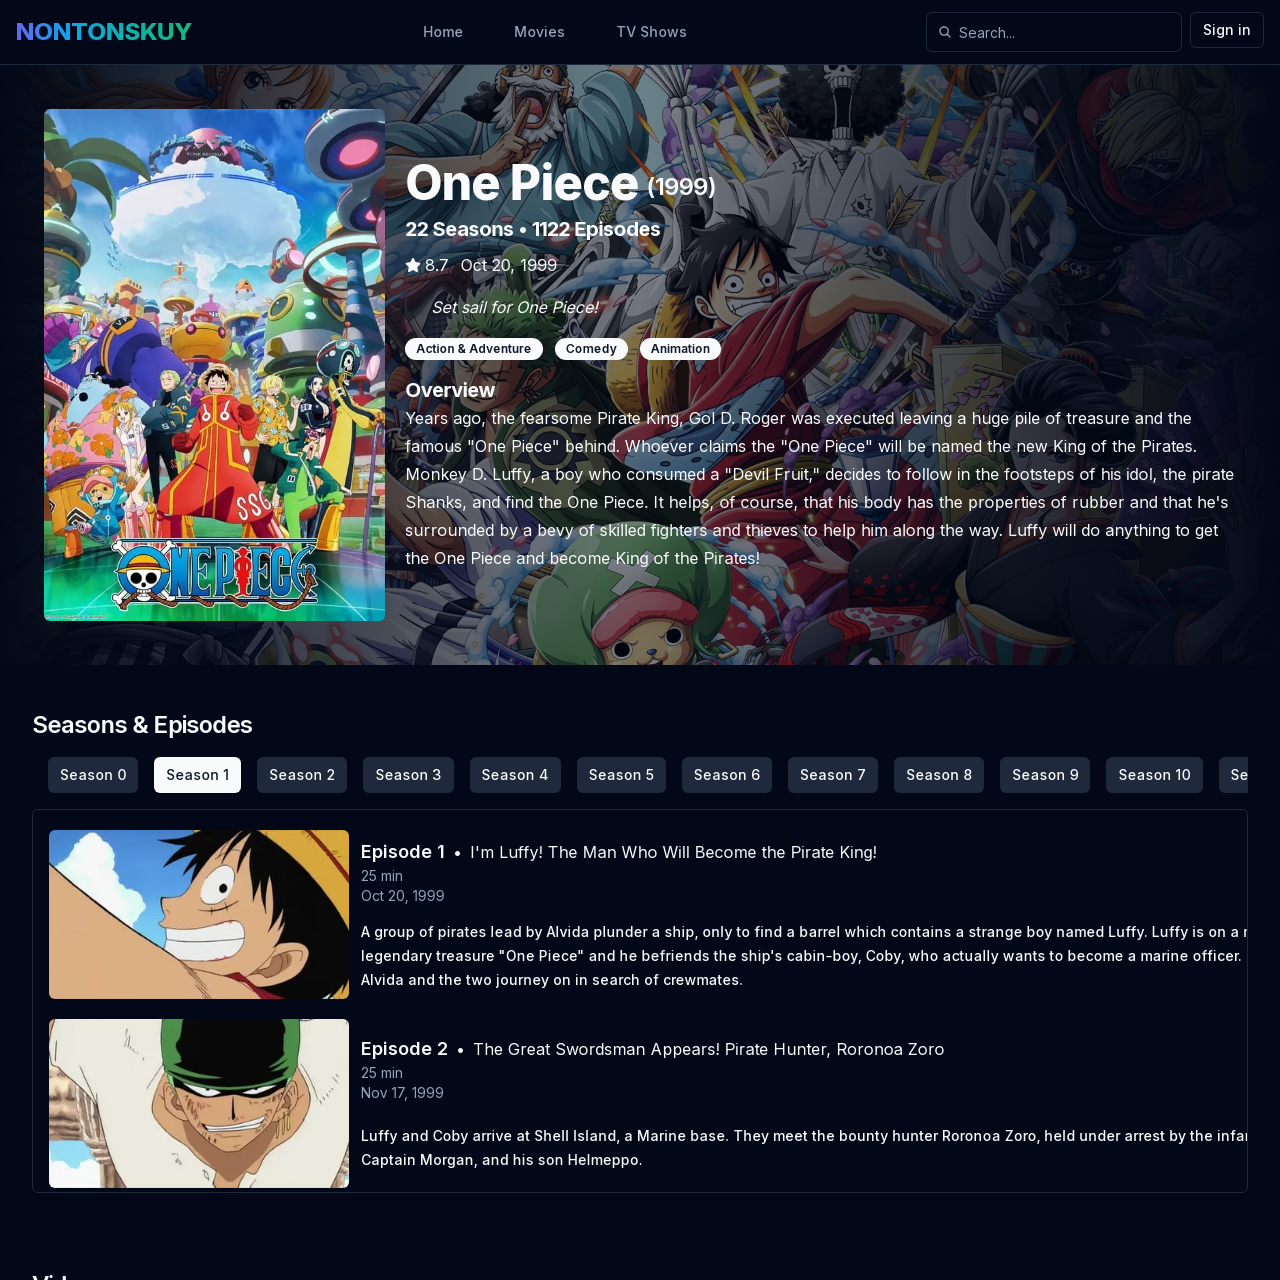 NONTONSKUY
Home
Movies
TV Shows
Search...
Sign in
One Piece (1999)
22 Seasons • 1122 Episodes
8.7 Oct 20, 1999
Set sail for One Piece!
Action & Adventure
Comedy
Animation
Overview
Years ago, the fearsome Pirate King, Gol D. Roger was executed leaving a huge pile of treasure and the
famous "One Piece" behind. Whoever claims the "One Piece" will be named the new King of the Pirates.
Monkey D. Luffy, a boy who consumed a "Devil Fruit," decides to follow in the footsteps of his idol, the pirate
Shanks, and find the One Piece. It helps, of course, that his body has the properties of rubber and that he's
surrounded by a bevy of skilled fighters and thieves to help him along the way. Luffy will do anything to get
the One Piece and become King of the Pirates!
ONE PIECE
Seasons & Episodes
Season 0
Season 1
Season 2
Season 3
Season 4
Season 5
Season 6
Season 7
Season 8
Season 9
Season 10
Se
Episode 1 • I'm Luffy! The Man Who Will Become the Pirate King!
25 min
Oct 20, 1999
A group of pirates lead by Alvida plunder a ship, only to find a barrel which contains a strange boy named Luffy. Luffy is on a
legendary treasure "One Piece" and he befriends the ship's cabin-boy, Coby, who actually wants to become a marine officer.
Alvida and the two journey on in search of crewmates.
Episode 2 • The Great Swordsman Appears! Pirate Hunter, Roronoa Zoro
25 min
Nov 17, 1999
Luffy and Coby arrive at Shell Island, a Marine base. They meet the bounty hunter Roronoa Zoro, held under arrest by the
Captain Morgan, and his son Helmeppo.